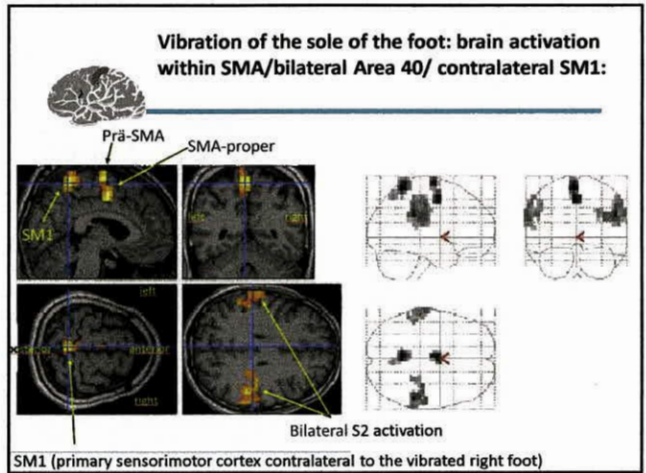 Vibration of the sole of the foot: brain activation
within SMA/bilateral Area 40/ contralateral SM1:
Prä-SMA
SMA-proper
SM1
left
right
left
anterior
right
Bilateral S2 activation
SM1 (primary sensorimotor cortex contralateral to the vibrated right foot)